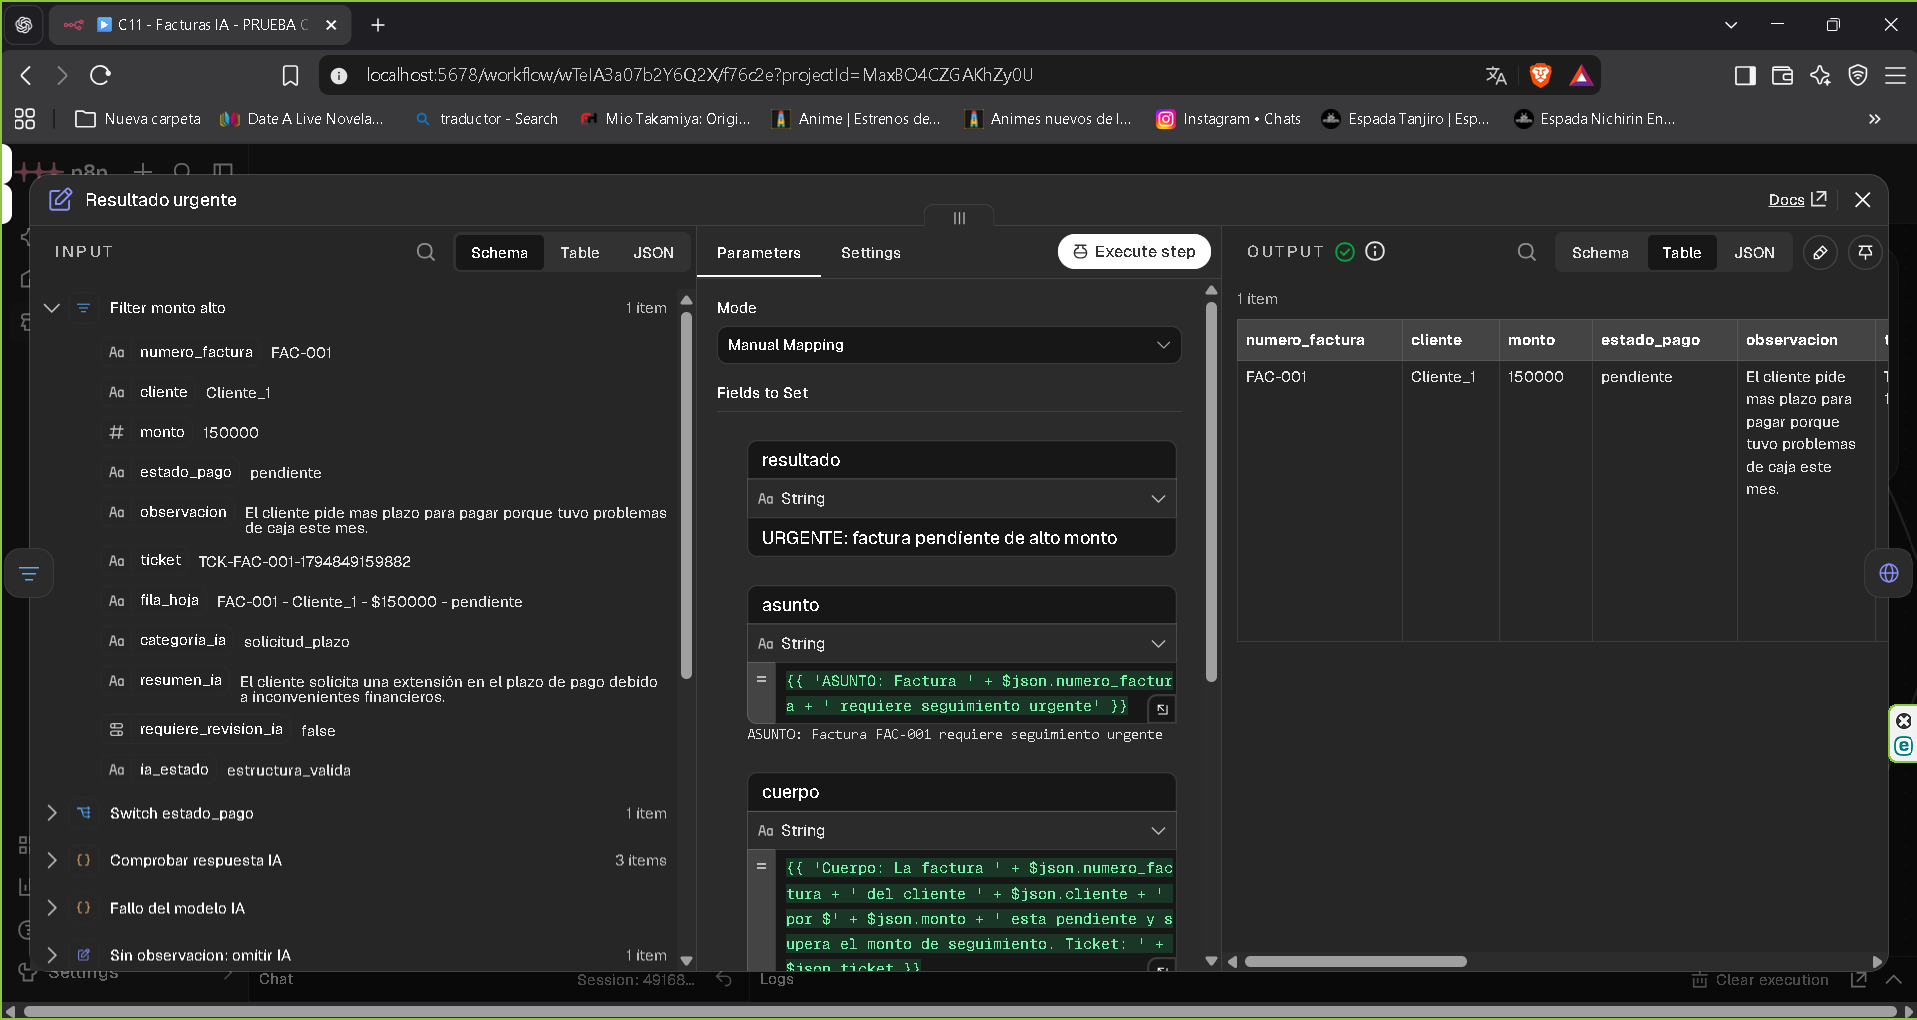 C11 - Facturas IA - PRUEBA C
localhost:5678/workflow/wTeIA3a07b2Y6Q2X/f76c2e?projectId=MaxBO4CZGAKhZy0U
Nueva carpeta
Date A Live Novela...
traductor - Search
Mio Takamiya: Origi...
Anime | Estrenos de...
Animes nuevos de l...
Instagram • Chats
Espada Tanjiro | Esp...
Espada Nichirin En...
n8n
Resultado urgente
Docs
INPUT
Schema
Table
JSON
Parameters
Settings
Execute step
OUTPUT
Schema
Table
JSON
Filter monto alto
1 item
numero_factura FAC-001
cliente Cliente_1
monto 150000
estado_pago pendiente
observacion El cliente pide mas plazo para pagar porque tuvo problemas
de caja este mes.
ticket TCK-FAC-001-1794849159882
fila_hoja FAC-001 - Cliente_1 - $150000 - pendiente
categoria_ia solicitud_plazo
resumen_ia El cliente solicita una extensión en el plazo de pago debido
a inconvenientes financieros.
requiere_revision_ia false
ia_estado estructura_valida
Switch estado_pago 1 item
Comprobar respuesta IA 3 items
Fallo del modelo IA
Sin observacion: omitir IA 1 item
Mode
Manual Mapping
Fields to Set
resultado
String
URGENTE: factura pendiente de alto monto
asunto
String
= {{ 'ASUNTO: Factura ' + $json.numero_factur
a + ' requiere seguimiento urgente' }}
ASUNTO: Factura FAC-001 requiere seguimiento urgente
cuerpo
String
= {{ 'Cuerpo: La factura ' + $json.numero_fac
tura + ' del cliente ' + $json.cliente + '
por $' + $json.monto + ' esta pendiente y s
upera el monto de seguimiento. Ticket: ' +
$json.ticket }}
1 item
numero_factura cliente monto estado_pago observacion
FAC-001 Cliente_1 150000 pendiente El cliente pide
mas plazo para
pagar porque
tuvo problemas
de caja este
mes.
Settings
Chat
Session: 49168...
Logs
Clear execution